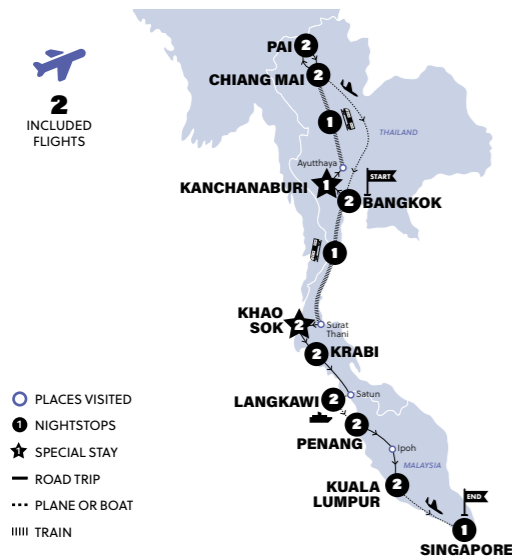 2
INCLUDED
FLIGHTS
PAI
2
CHIANG MAI
2
1
THAILAND
Ayutthaya
KANCHANABURI
1
START
2
BANGKOK
1
KHAO
SOK
2
Surat
Thani
2
KRABI
LANGKAWI
2
Satun
PENANG
2
Ipoh
MALAYSIA
KUALA
LUMPUR
2
END
1
SINGAPORE
PLACES VISITED
1 NIGHTSTOPS
1 SPECIAL STAY
ROAD TRIP
PLANE OR BOAT
TRAIN